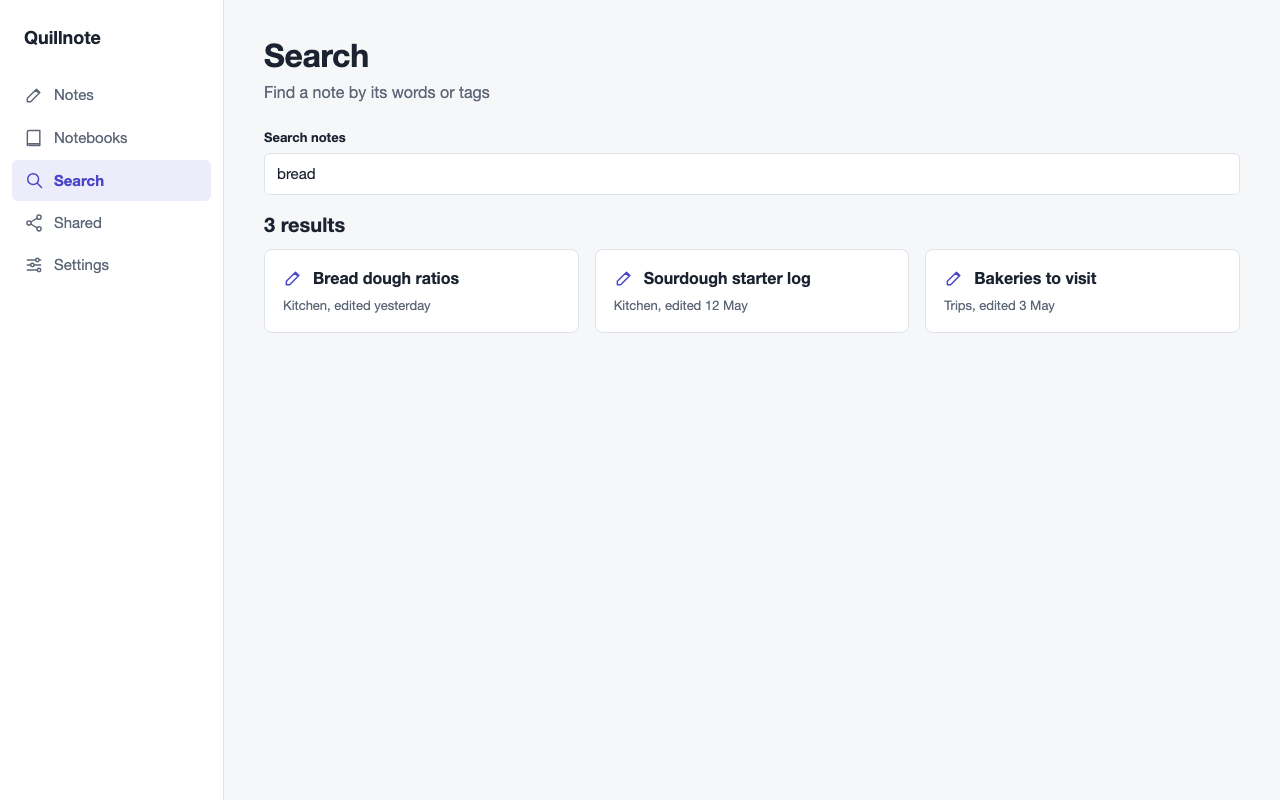 Quillnote
Notes
Notebooks
Search
Shared
Settings
Search
Find a note by its words or tags
Search notes
bread
3 results
Bread dough ratios
Kitchen, edited yesterday
Sourdough starter log
Kitchen, edited 12 May
Bakeries to visit
Trips, edited 3 May